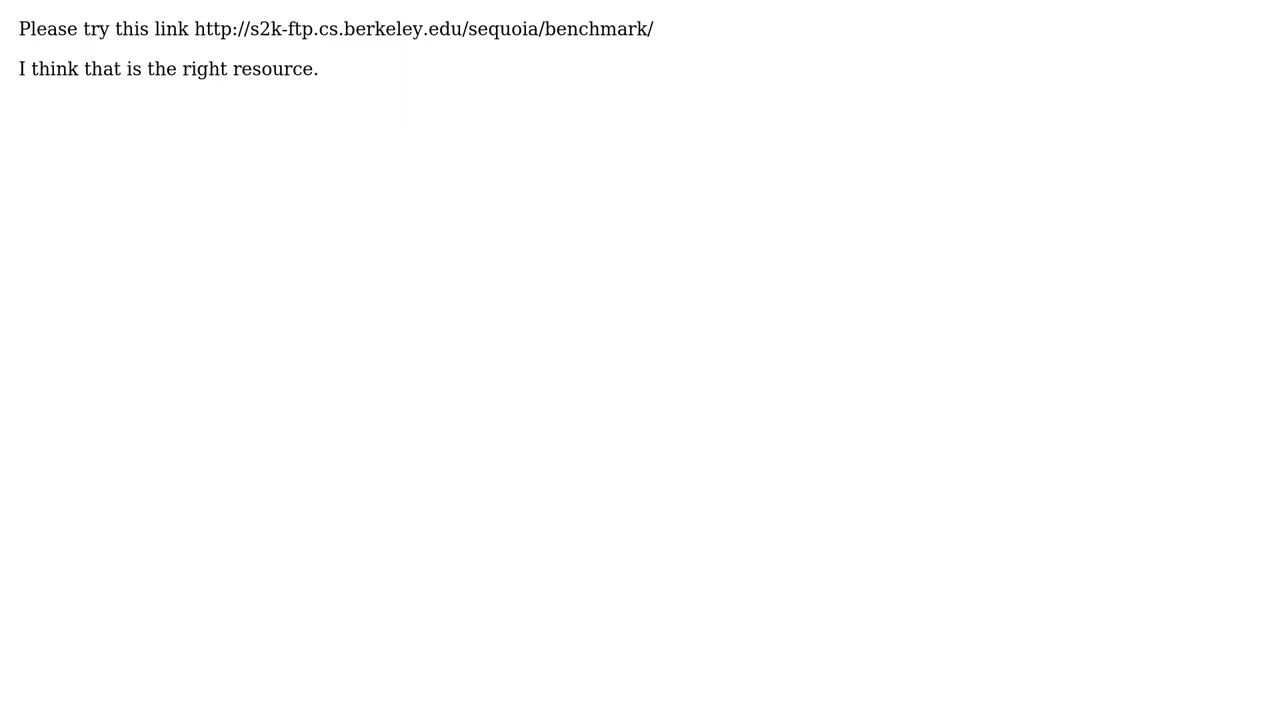 Please try this link http://s2k-ftp.cs.berkeley.edu/sequoia/benchmark/
I think that is the right resource.